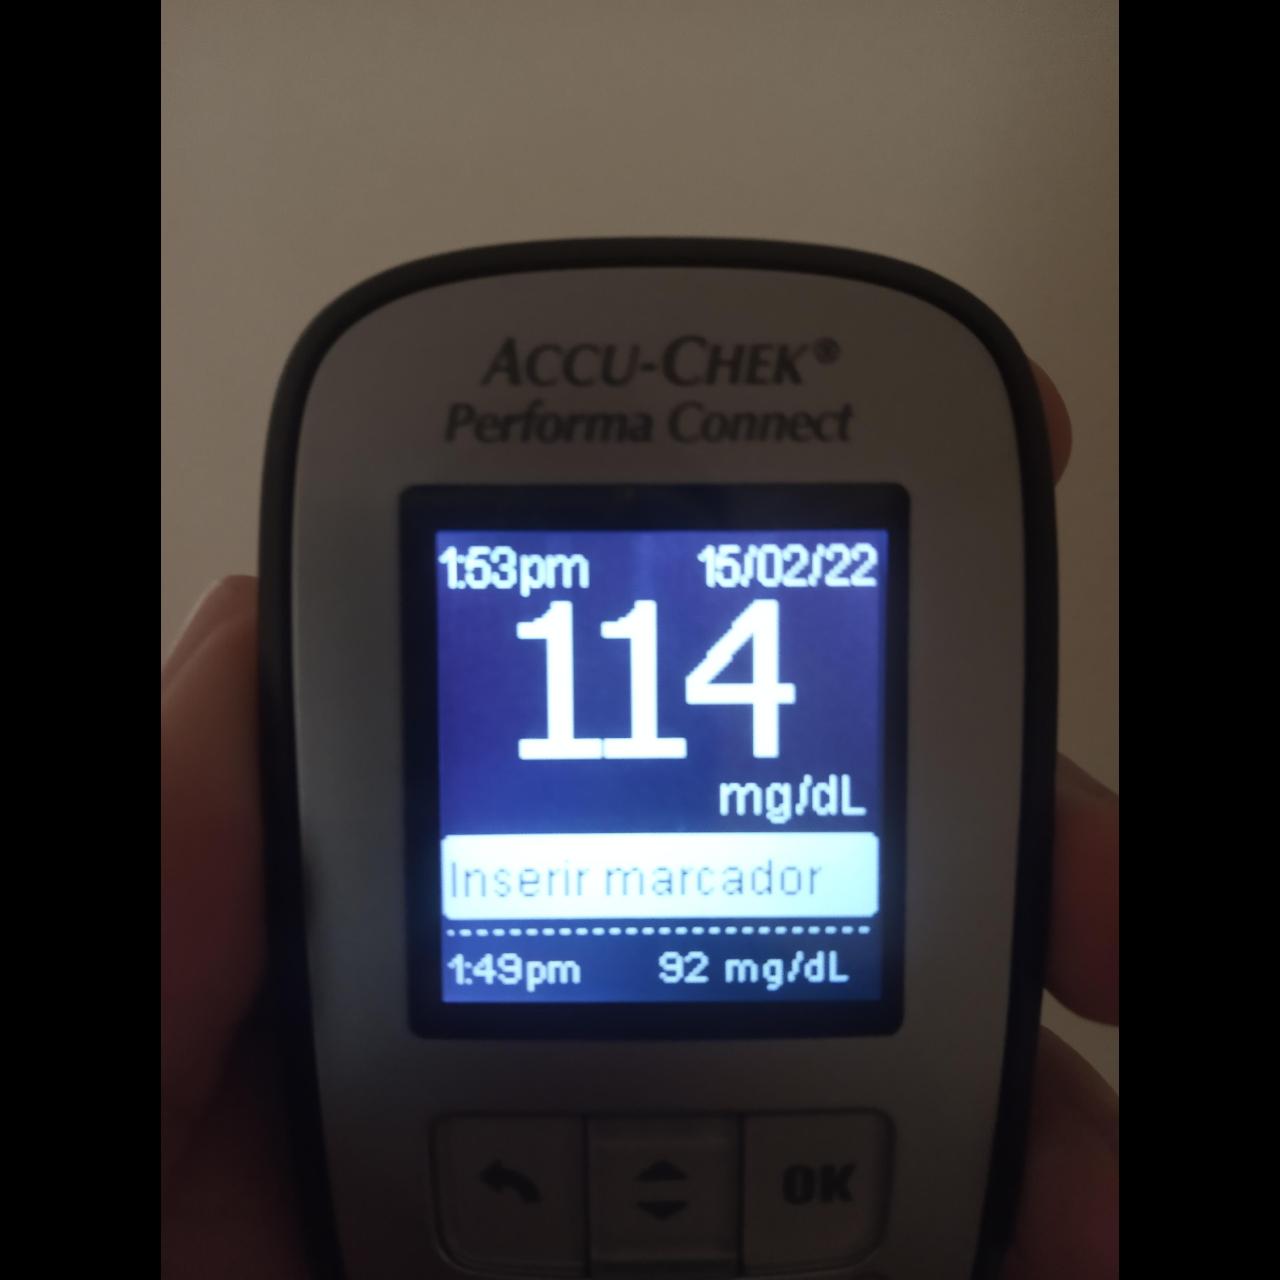 ACCU-CHEK®
Performa Connect
1:53pm 15/02/22
114
mg/dL
Inserir marcador
1:49pm 92 mg/dL
OK